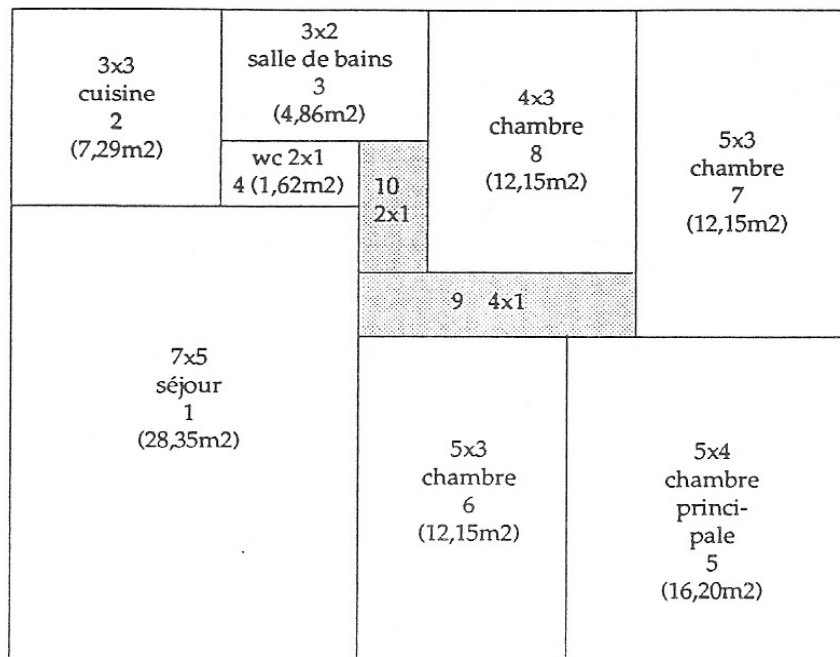 3x3
cuisine
2
(7,29m2)
3x2
salle de bains
3
(4,86m2)
4x3
chambre
8
(12,15m2)
5x3
chambre
7
(12,15m2)
wc 2x1
4 (1,62m2)
10
2x1
9 4x1
7x5
séjour
1
(28,35m2)
5x3
chambre
6
(12,15m2)
5x4
chambre
princi-
pale
5
(16,20m2)